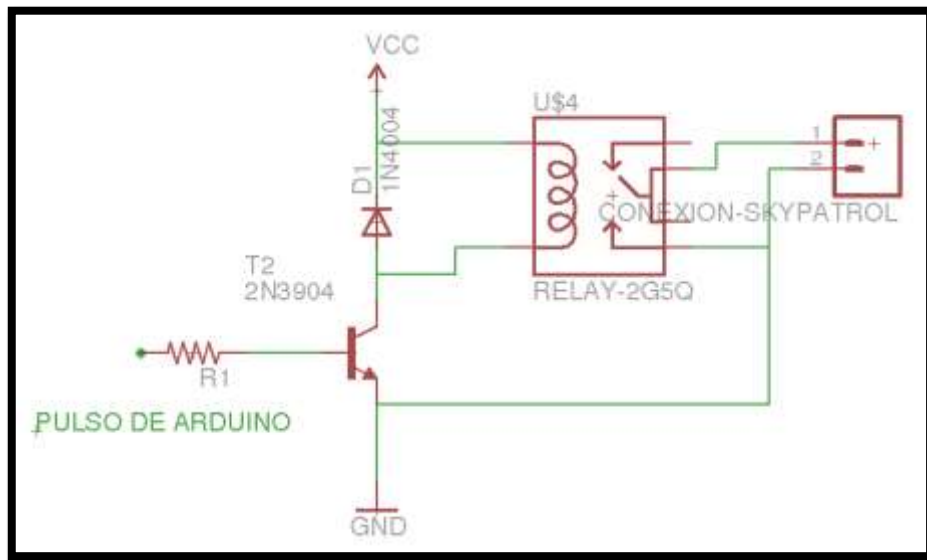 VCC
D1
1N4004
U$4
1
2
+
+
CONEXION-SKYPATROL
RELAY-2G5Q
T2
2N3904
R1
PULSO DE ARDUINO
GND